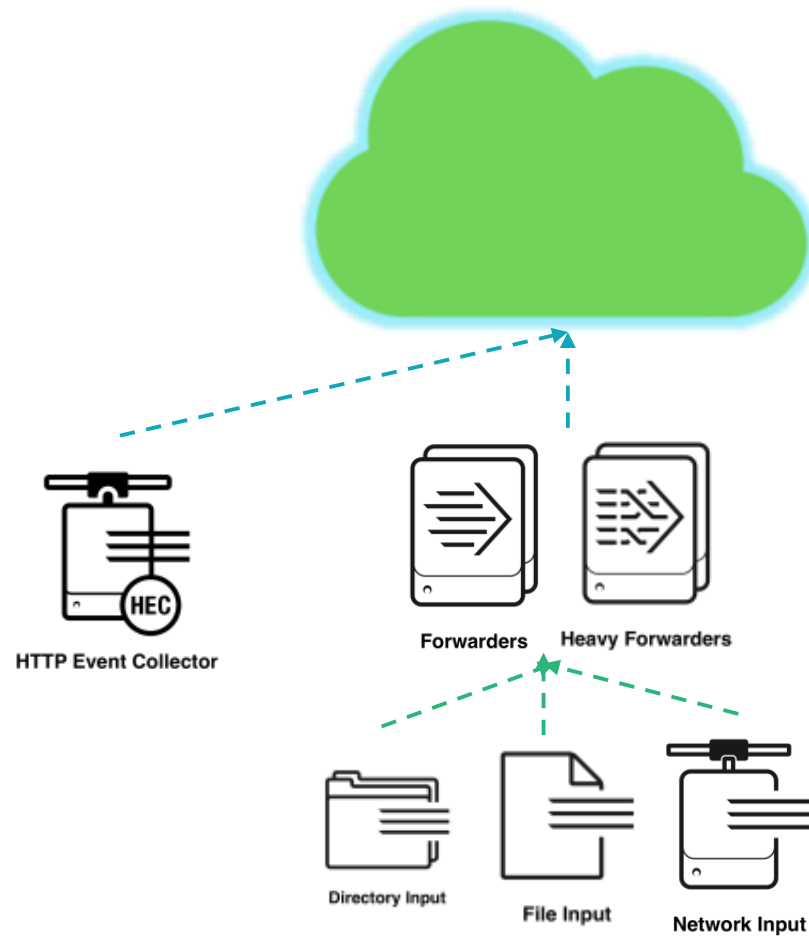 HEC
HTTP Event Collector
Forwarders
Heavy Forwarders
Directory Input
File Input
Network Input